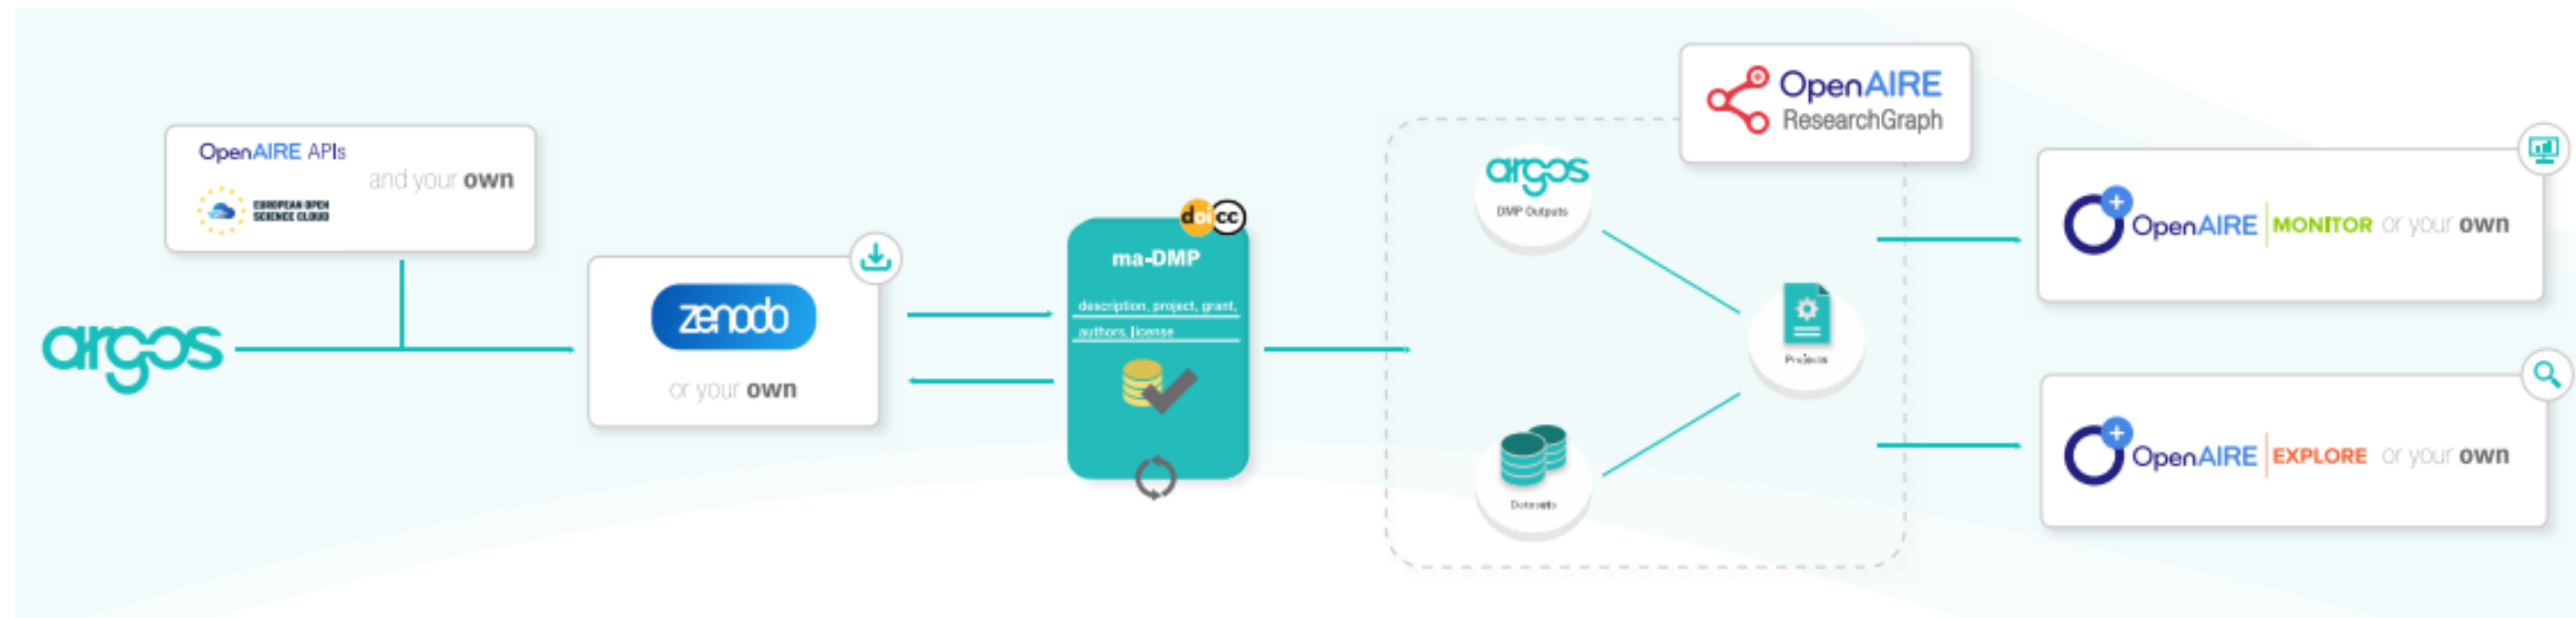 OpenAIRE APIs
and your own
EUROPEAN OPEN
SCIENCE CLOUD
argos
zenodo
or your own
doi cc
ma-DMP
description, project, grant,
authors, license
OpenAIRE
ResearchGraph
argos
DMP Outputs
Projects
Datasets
OpenAIRE MONITOR or your own
OpenAIRE EXPLORE or your own